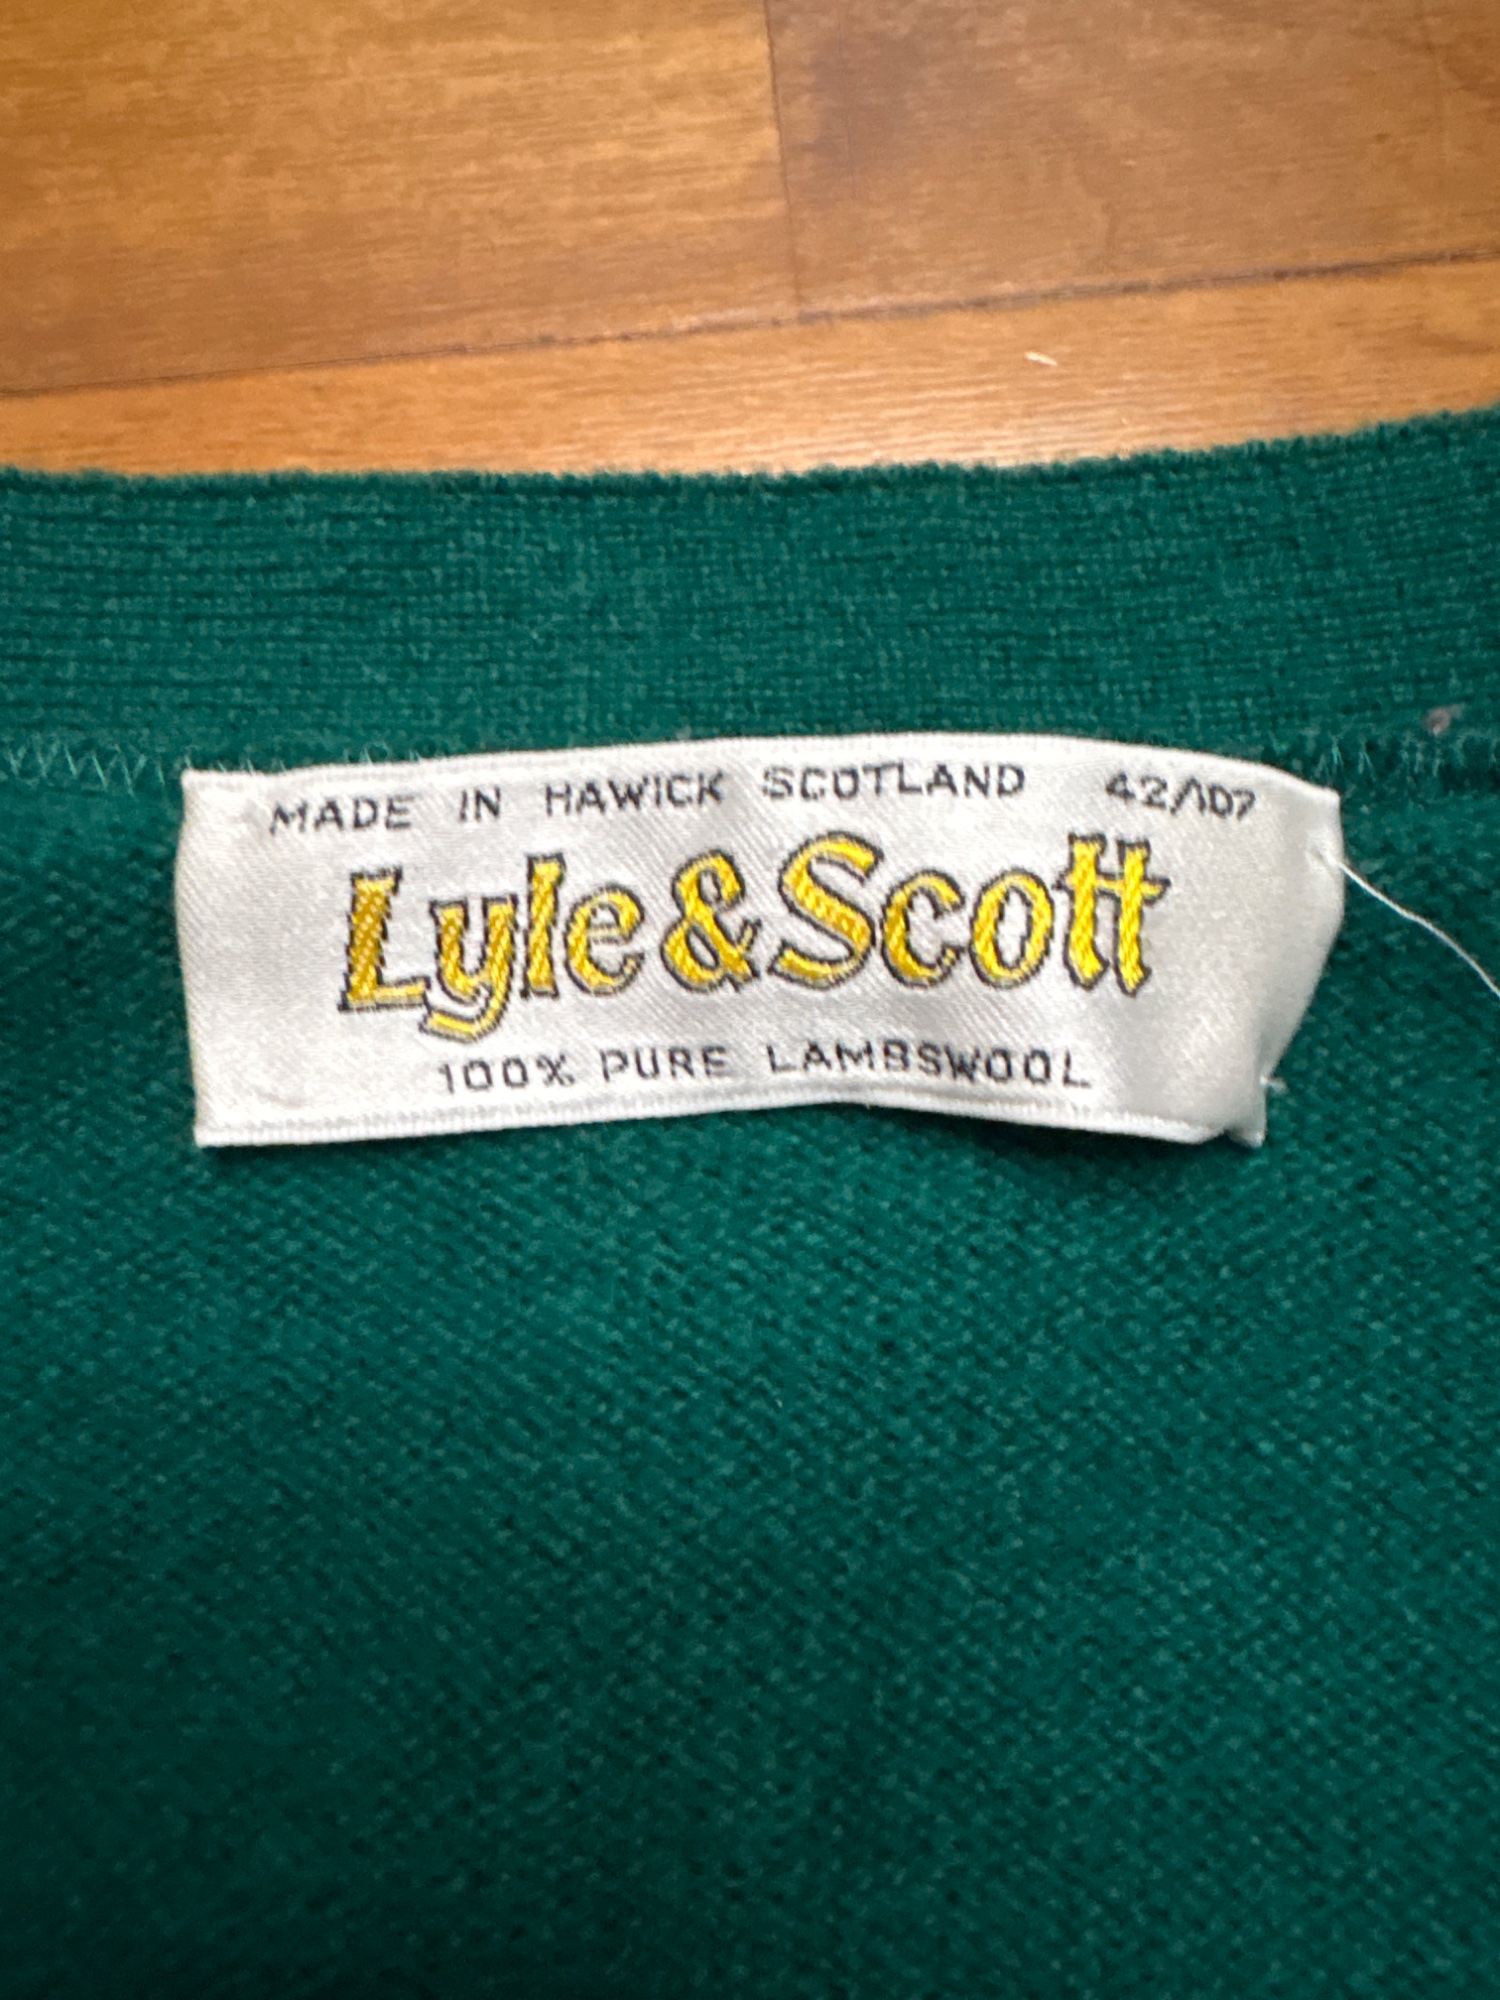 MADE IN HAWICK SCOTLAND 42/107
Lyle & Scott
100% PURE LAMBSWOOL